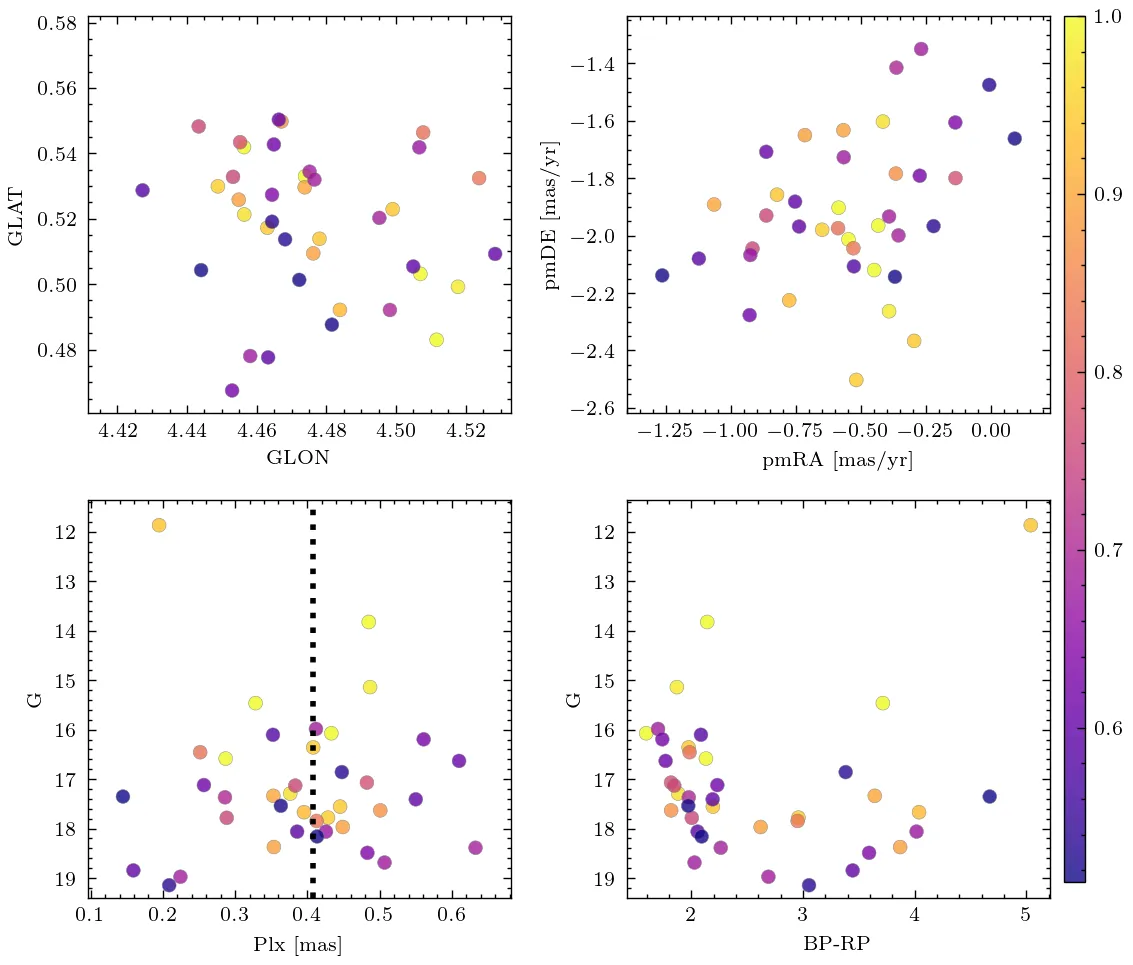 0.58
0.56
0.54
0.52
0.50
0.48
GLAT
4.42 4.44 4.46 4.48 4.50 4.52
GLON
−1.4
−1.6
−1.8
−2.0
−2.2
−2.4
−2.6
pmDE [mas/yr]
−1.25 −1.00 −0.75 −0.50 −0.25 0.00
pmRA [mas/yr]
12
13
14
15
16
17
18
19
G
0.1 0.2 0.3 0.4 0.5 0.6
Plx [mas]
12
13
14
15
16
17
18
19
G
2 3 4 5
BP-RP
1.0
0.9
0.8
0.7
0.6